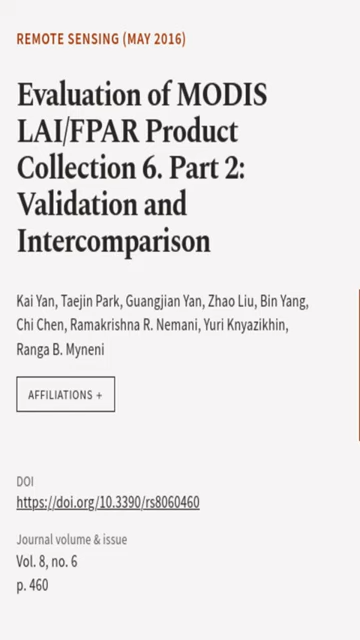 REMOTE SENSING (MAY 2016)
Evaluation of MODIS
LAI/FPAR Product
Collection 6. Part 2:
Validation and
Intercomparison
Kai Yan, Taejin Park, Guangjian Yan, Zhao Liu, Bin Yang,
Chi Chen, Ramakrishna R. Nemani, Yuri Knyazikhin,
Ranga B. Myneni
AFFILIATIONS +
DOI
https://doi.org/10.3390/rs8060460
Journal volume & issue
Vol. 8, no. 6
p. 460